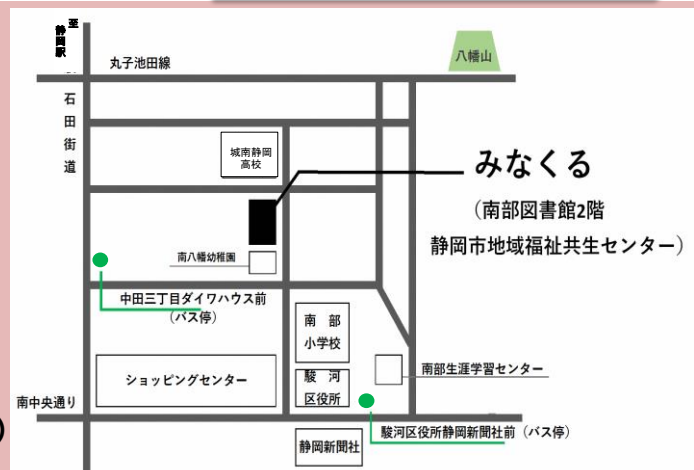 至
静岡駅
丸子池田線
八幡山
石田街道
城南静岡
高校
みなくる
(南部図書館2階
静岡市地域福祉共生センター)
南八幡幼稚園
中田三丁目ダイワハウス前
(バス停)
南部
小学校
ショッピングセンター
駿河
区役所
南部生涯学習センター
南中央通り
)
駿河区役所静岡新聞社前(バス停)
静岡新聞社